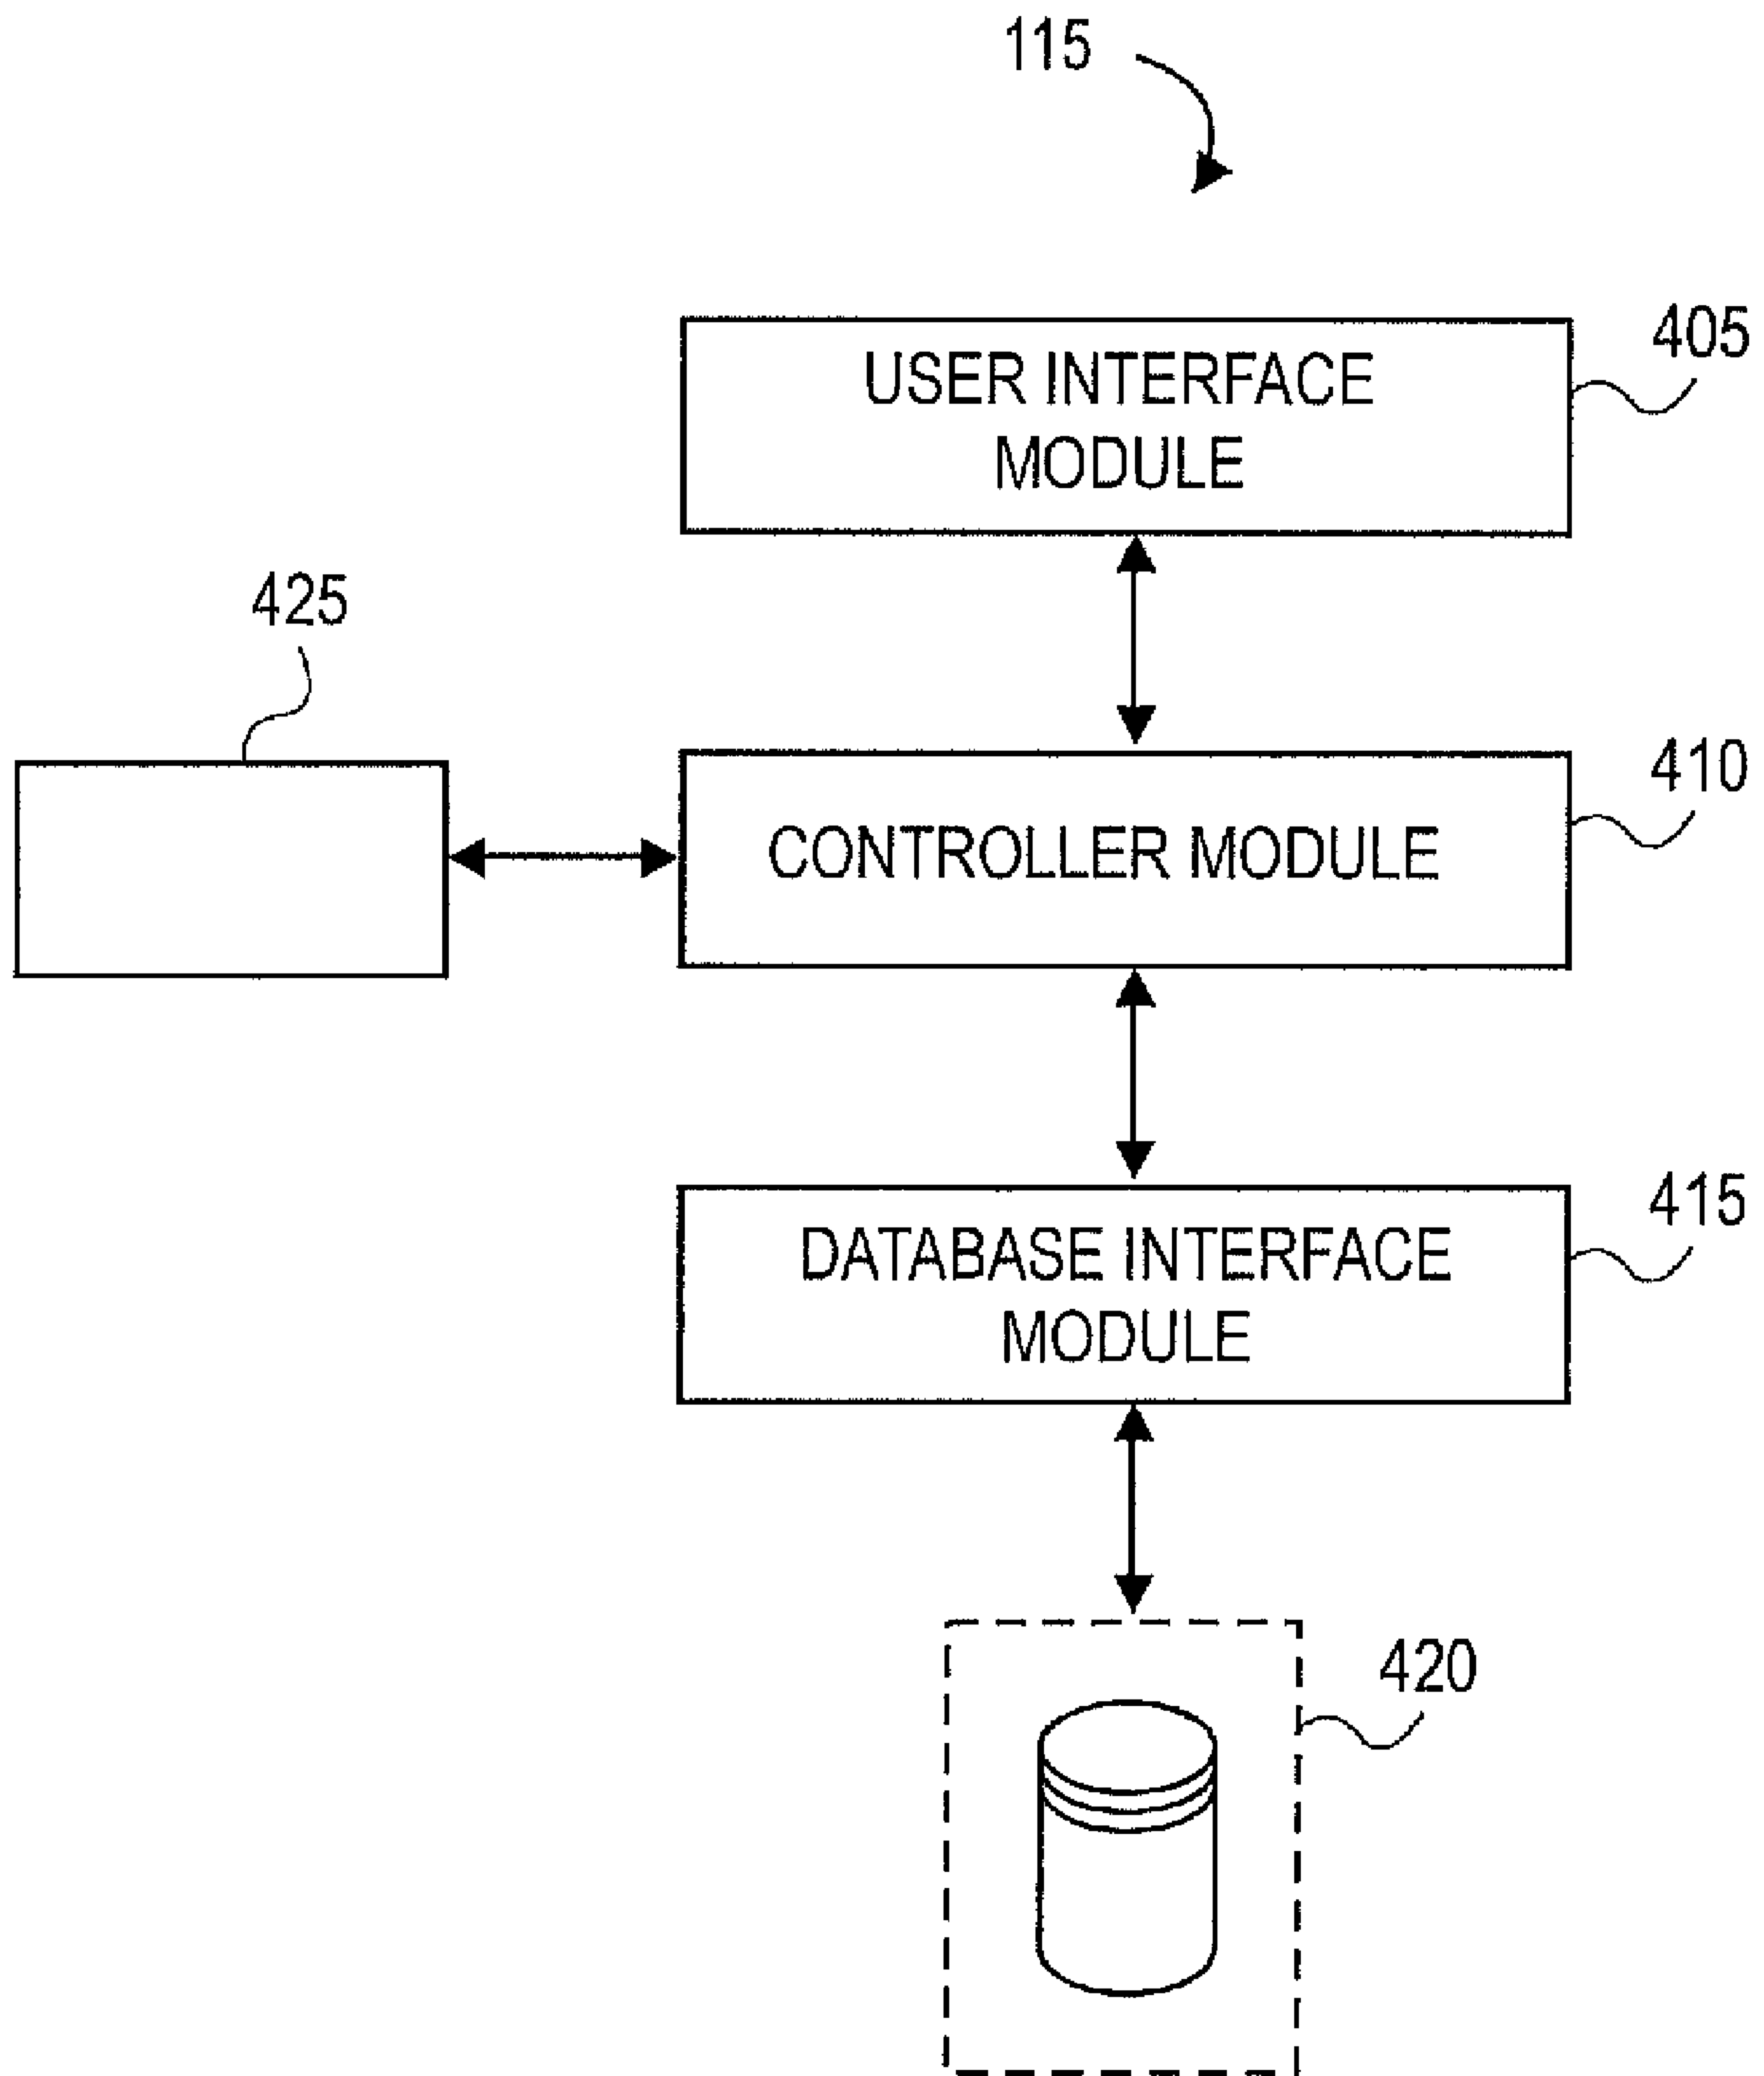 115
USER INTERFACE
MODULE
405
425
CONTROLLER MODULE
410
DATABASE INTERFACE
MODULE
415
420